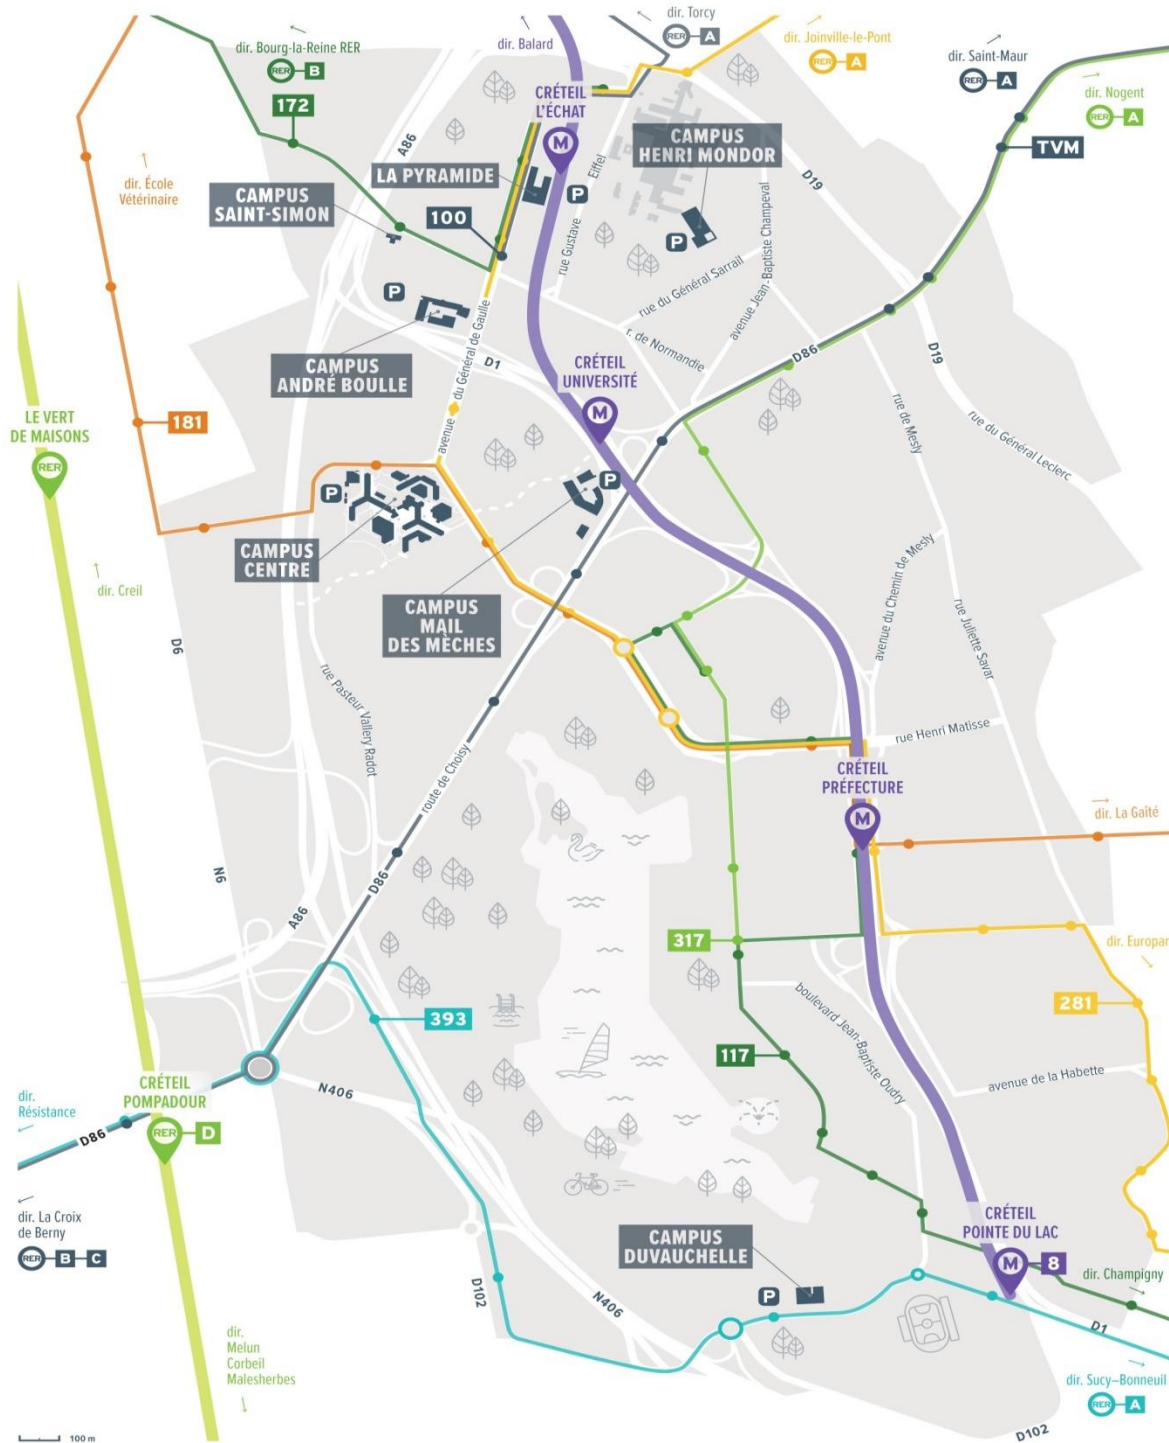 dir. Torcy
RER A
dir. Bourg-la-Reine RER
RER B
172
dir. Balard
dir. Joinville-le-Pont
RER A
dir. Saint-Maur
RER A
dir. Nogent
RER A
TVM
CRÉTEIL
L'ÉCHAT
M
A86
CAMPUS
HENRI MONDOR
LA PYRAMIDE
P
Eiffel
rue Gustave
D19
dir. École
Vétérinaire
CAMPUS
SAINT-SIMON
100
P
avenue Jean-Baptiste Champeval
rue du Général Sarrail
r. de Normandie
P
CAMPUS
ANDRÉ BOULLE
avenue du Général de Gaulle
D1
D86
D19
CRÉTEIL
UNIVERSITÉ
M
LE VERT
DE MAISONS
RER
181
rue de Mesly
rue du Général Leclerc
P
P
CAMPUS
CENTRE
CAMPUS
MAIL
DES MÈCHES
dir. Creil
D6
avenue du Chemin de Mesly
rue Juliette Savar
rue Pasteur Vallery Radot
route de Choisy
rue Henri Matisse
CRÉTEIL
PRÉFECTURE
M
dir. La Gaîté
N6
A86
D86
317
dir. Europar
281
393
boulevard Jean-Baptiste Oudry
117
avenue de la Habette
CRÉTEIL
POMPADOUR
RER D
N406
dir.
Résistance
D86
dir. La Croix
de Berny
RER B C
CRÉTEIL
POINTE DU LAC
M 8
CAMPUS
DUVAUCHELLE
P
dir. Champigny
D102
N406
D1
dir.
Melun
Corbeil
Malesherbes
dir. Sucy–Bonneuil
RER A
D102
100 m